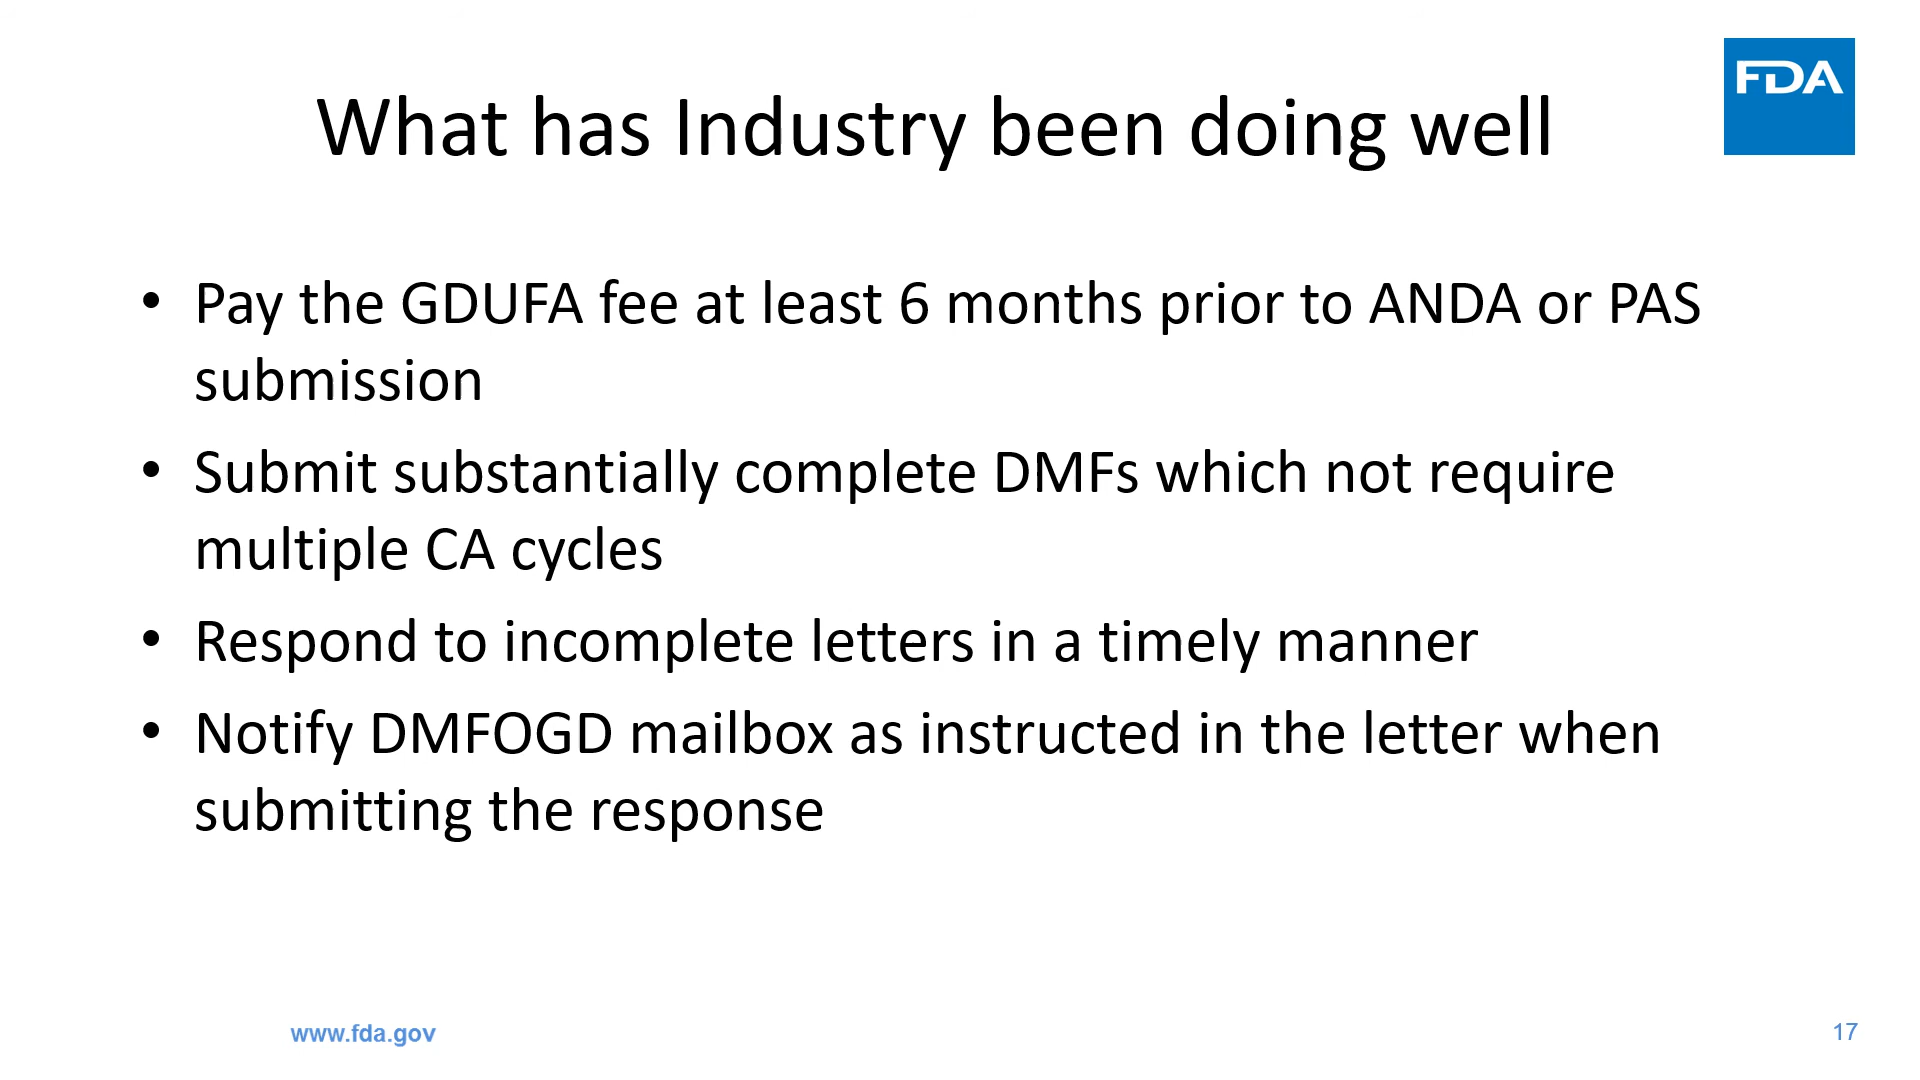 FDA
What has Industry been doing well
• Pay the GDUFA fee at least 6 months prior to ANDA or PAS
submission
• Submit substantially complete DMFs which not require
multiple CA cycles
• Respond to incomplete letters in a timely manner
• Notify DMFOGD mailbox as instructed in the letter when
submitting the response
www.fda.gov
17